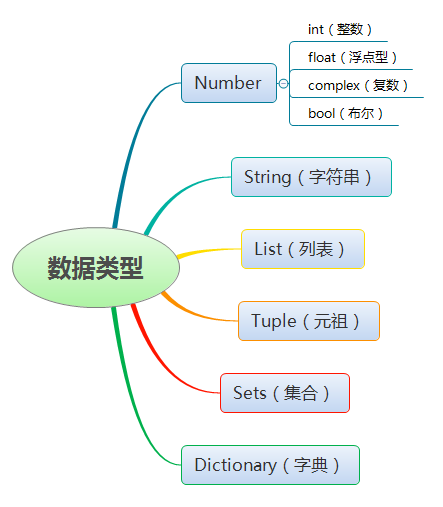 int（整数）
float（浮点型）
Number
complex（复数）
bool（布尔）
String（字符串）
List（列表）
数据类型
Tuple（元祖）
Sets（集合）
Dictionary（字典）